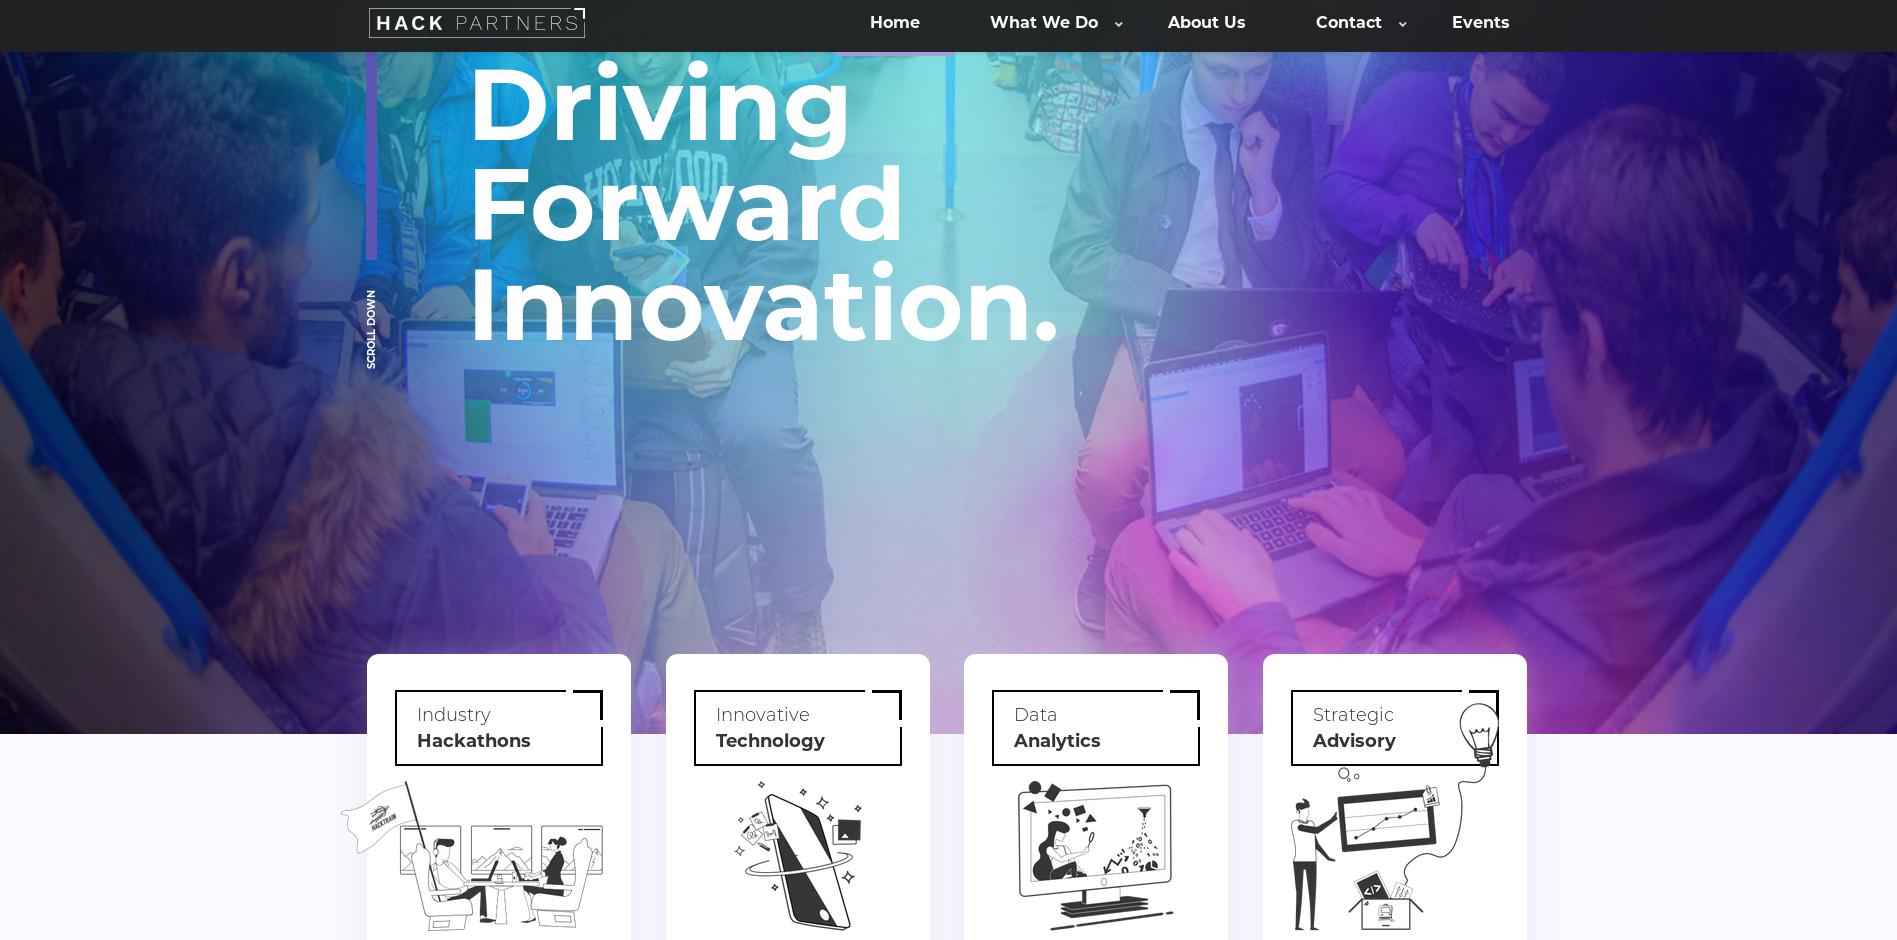 HACK PARTNERS
Home
What We Do
About Us
Contact
Events
Driving
Forward
Innovation.
SCROLL DOWN
HOLLYWOOD
Industry
Hackathons
Innovative
Technology
Data
Analytics
Strategic
Advisory
HACKTRAIN